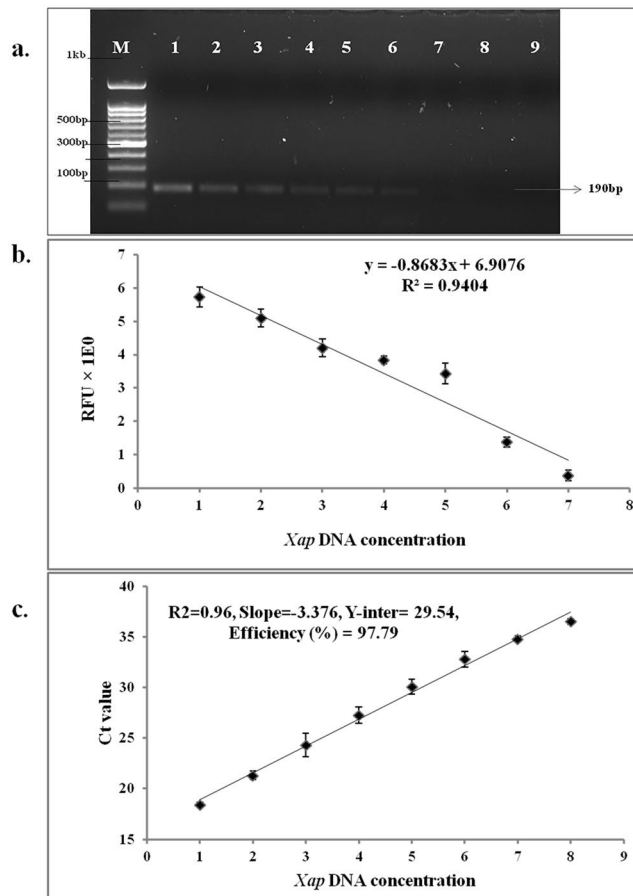 a.
M 1 2 3 4 5 6 7 8 9
1kb
500bp
300bp
100bp
190bp
b.
7
6
5
4
3
2
1
0
y = -0.8683x + 6.9076
R² = 0.9404
RFU × 1E0
0 1 2 3 4 5 6 7 8
Xap DNA concentration
c.
40
35
30
25
20
15
R2=0.96, Slope=-3.376, Y-inter= 29.54,
Efficiency (%) = 97.79
Ct value
0 1 2 3 4 5 6 7 8 9
Xap DNA concentration